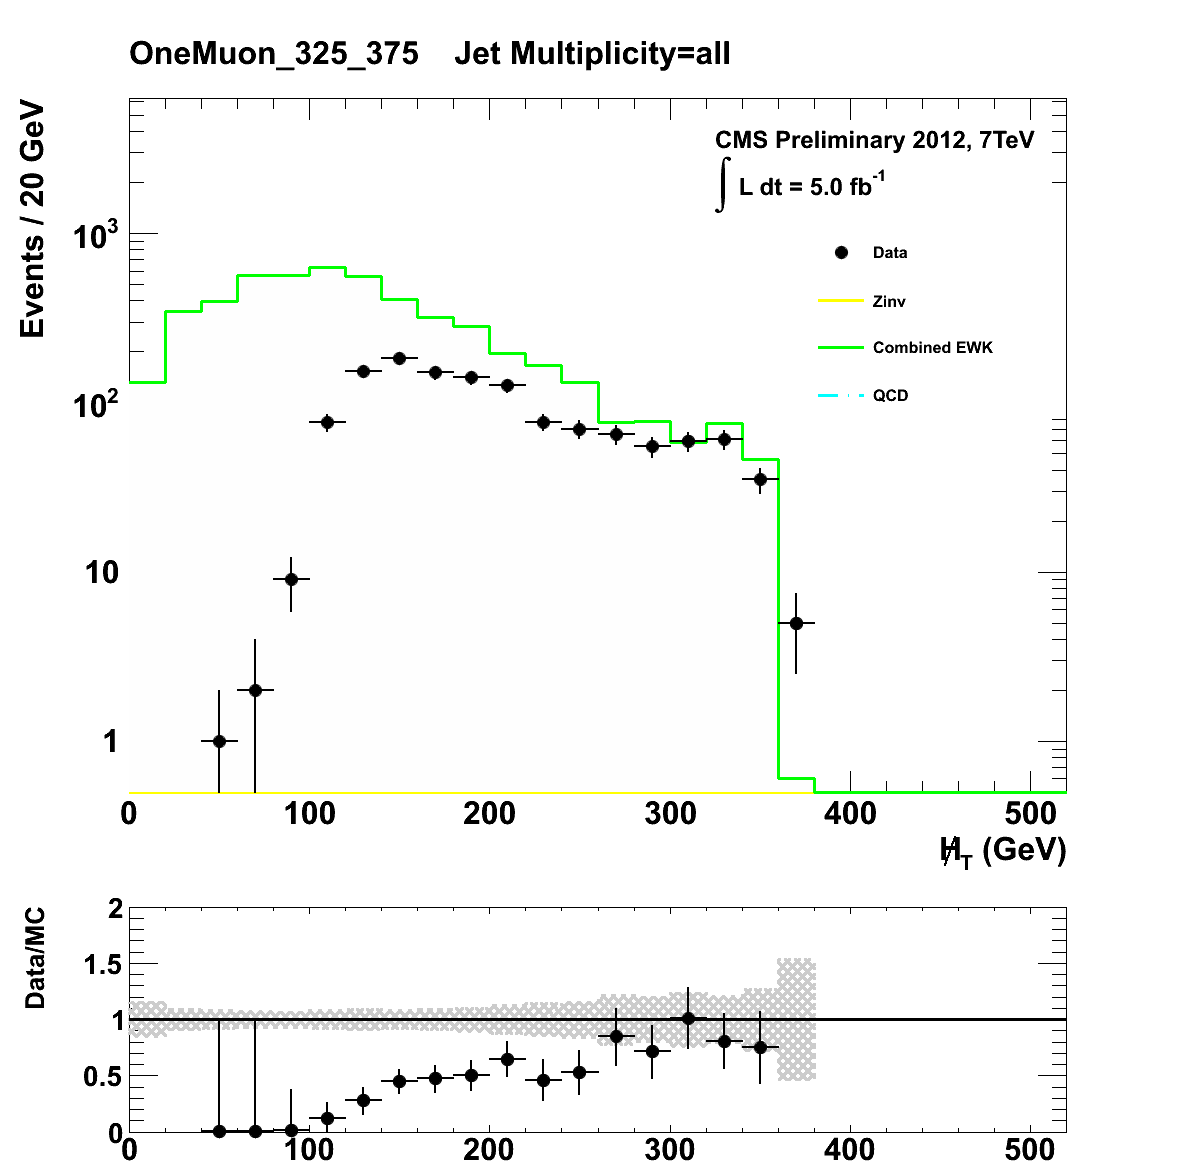 OneMuon_325_375 Jet Multiplicity=all
Events / 20 GeV
CMS Preliminary 2012, 7TeV
∫ L dt = 5.0 fb⁻¹
Data
Zinv
Combined EWK
QCD
10³
10²
10
1
0 100 200 300 400 500
H̸_T (GeV)
Data/MC
2
1.5
1
0.5
0
0 100 200 300 400 500